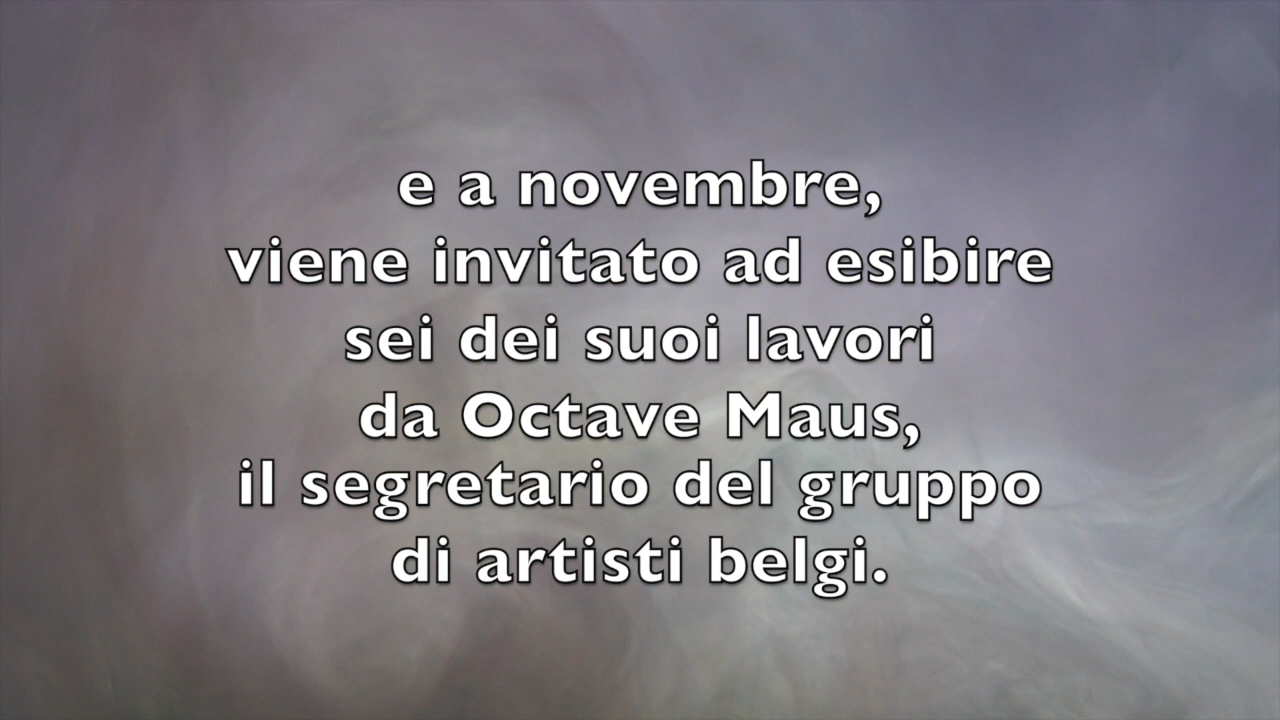 e a novembre,
viene invitato ad esibire
sei dei suoi lavori
da Octave Maus,
il segretario del gruppo
di artisti belgi.